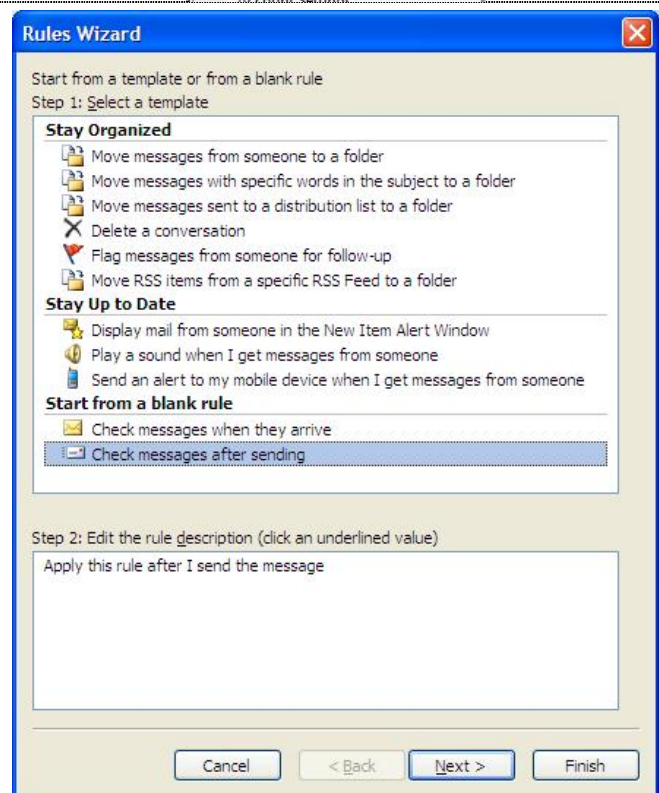 Rules Wizard
Start from a template or from a blank rule
Step 1: Select a template
Stay Organized
Move messages from someone to a folder
Move messages with specific words in the subject to a folder
Move messages sent to a distribution list to a folder
Delete a conversation
Flag messages from someone for follow-up
Move RSS items from a specific RSS Feed to a folder
Stay Up to Date
Display mail from someone in the New Item Alert Window
Play a sound when I get messages from someone
Send an alert to my mobile device when I get messages from someone
Start from a blank rule
Check messages when they arrive
Check messages after sending
Step 2: Edit the rule description (click an underlined value)
Apply this rule after I send the message
Cancel < Back Next > Finish